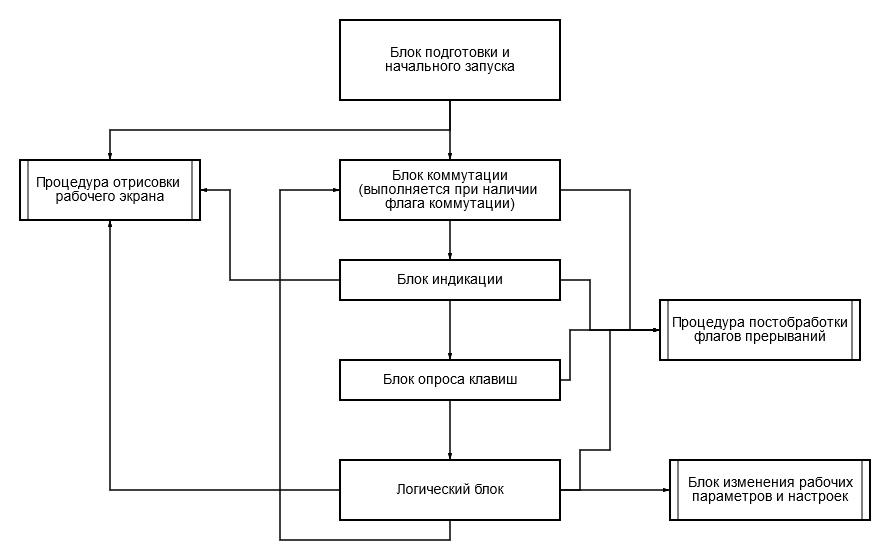 Блок подготовки и
начального запуска
Процедура отрисовки
рабочего экрана
Блок коммутации
(выполняется при наличии
флага коммутации)
Блок индикации
Процедура постобработки
флагов прерываний
Блок опроса клавиш
Логический блок
Блок изменения рабочих
параметров и настроек